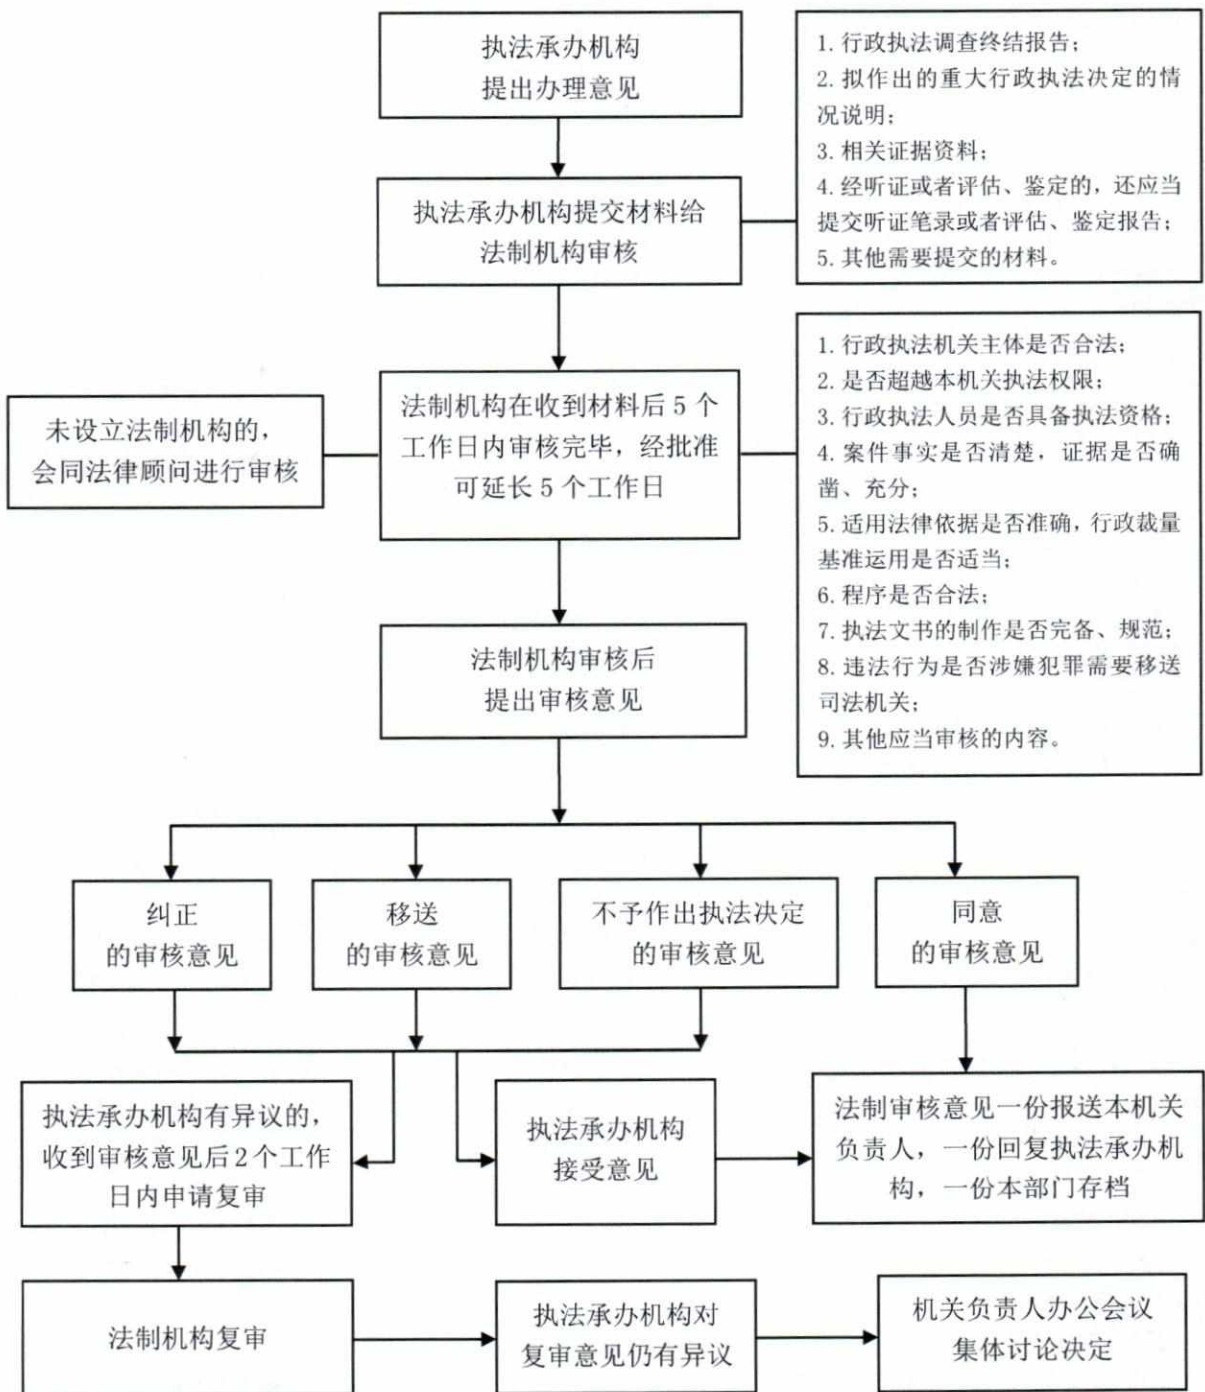 执法承办机构
提出办理意见
1. 行政执法调查终结报告；
2. 拟作出的重大行政执法决定的情
况说明；
3. 相关证据资料；
4. 经听证或者评估、鉴定的，还应当
提交听证笔录或者评估、鉴定报告；
5. 其他需要提交的材料。
执法承办机构提交材料给
法制机构审核
1. 行政执法机关主体是否合法；
2. 是否超越本机关执法权限；
3. 行政执法人员是否具备执法资格；
4. 案件事实是否清楚，证据是否确
凿、充分；
5. 适用法律依据是否准确，行政裁量
基准运用是否适当；
6. 程序是否合法；
7. 执法文书的制作是否完备、规范；
8. 违法行为是否涉嫌犯罪需要移送
司法机关；
9. 其他应当审核的内容。
未设立法制机构的，
会同法律顾问进行审核
法制机构在收到材料后 5 个
工作日内审核完毕，经批准
可延长 5 个工作日
法制机构审核后
提出审核意见
纠正
的审核意见
移送
的审核意见
不予作出执法决定
的审核意见
同意
的审核意见
执法承办机构有异议的，
收到审核意见后 2 个工作
日内申请复审
执法承办机构
接受意见
法制审核意见一份报送本机关
负责人，一份回复执法承办机
构，一份本部门存档
法制机构复审
执法承办机构对
复审意见仍有异议
机关负责人办公会议
集体讨论决定